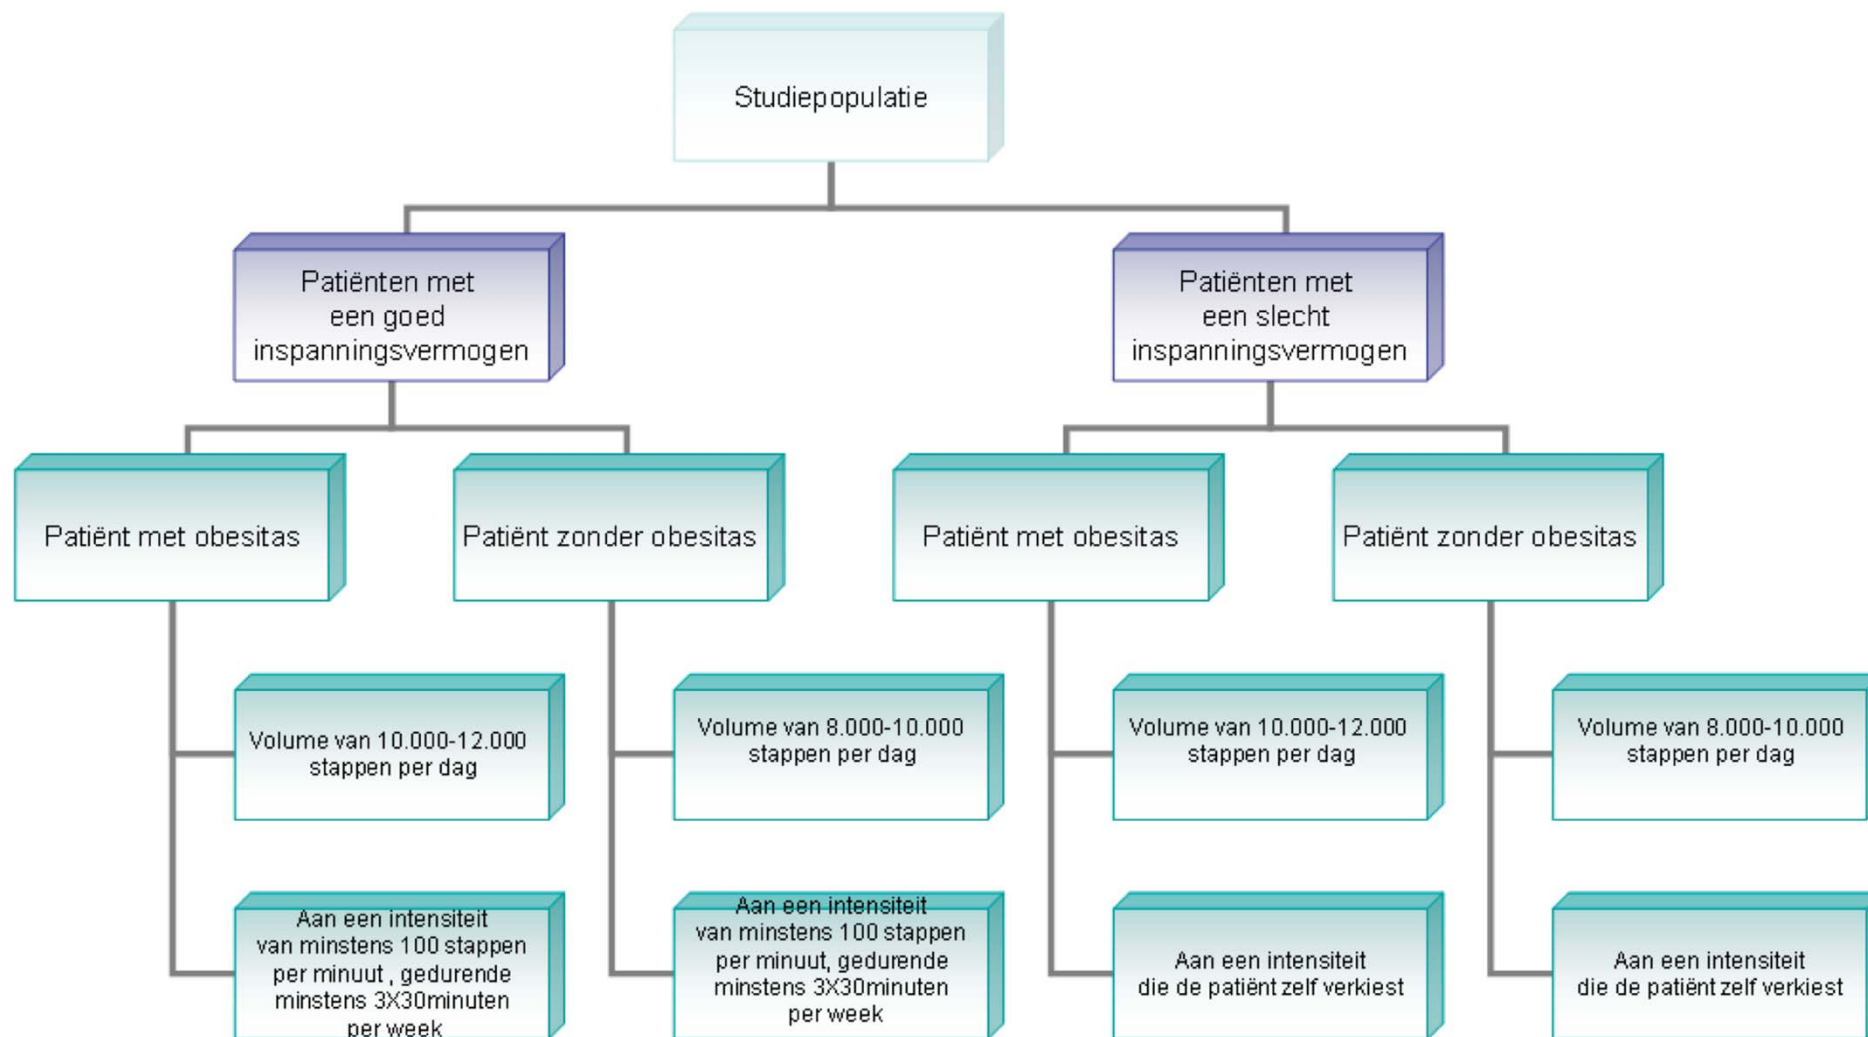 Studiepopulatie
Patiënten met
een goed
inspanningsvermogen
Patiënten met
een slecht
inspanningsvermogen
Patiënt met obesitas
Patiënt zonder obesitas
Patiënt met obesitas
Patiënt zonder obesitas
Volume van 10.000-12.000
stappen per dag
Volume van 8.000-10.000
stappen per dag
Volume van 10.000-12.000
stappen per dag
Volume van 8.000-10.000
stappen per dag
Aan een intensiteit
van minstens 100 stappen
per minuut , gedurende
minstens 3X30minuten
per week
Aan een intensiteit
van minstens 100 stappen
per minuut, gedurende
minstens 3X30minuten
per week
Aan een intensiteit
die de patiënt zelf verkiest
Aan een intensiteit
die de patiënt zelf verkiest